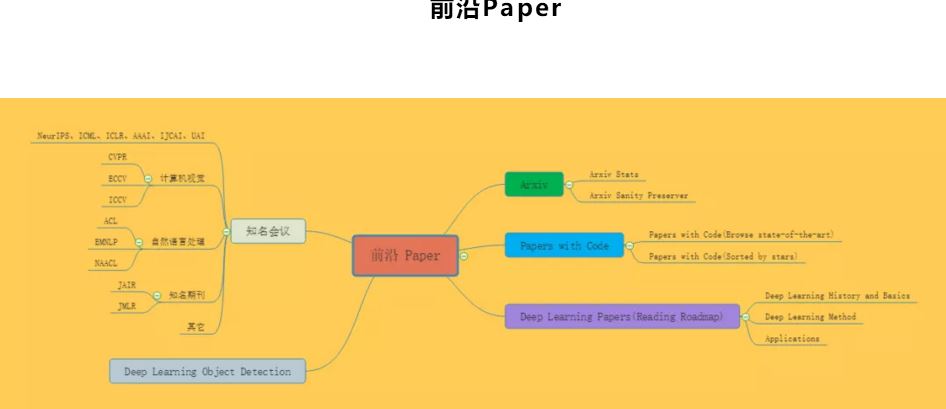 前沿Paper
NeurIPS、ICML、ICLR、AAAI、IJCAI、UAI
CVPR
ECCV
ICCV
计算机视觉
ACL
EMNLP
NAACL
自然语言处理
JAIR
JMLR
知名期刊
其它
知名会议
Deep Learning Object Detection
前沿 Paper
Arxiv
Arxiv Stats
Arxiv Sanity Preserver
Papers with Code
Papers with Code(Browse state-of-the-art)
Papers with Code(Sorted by stars)
Deep Learning Papers(Reading Roadmap)
Deep Learning History and Basics
Deep Learning Method
Applications